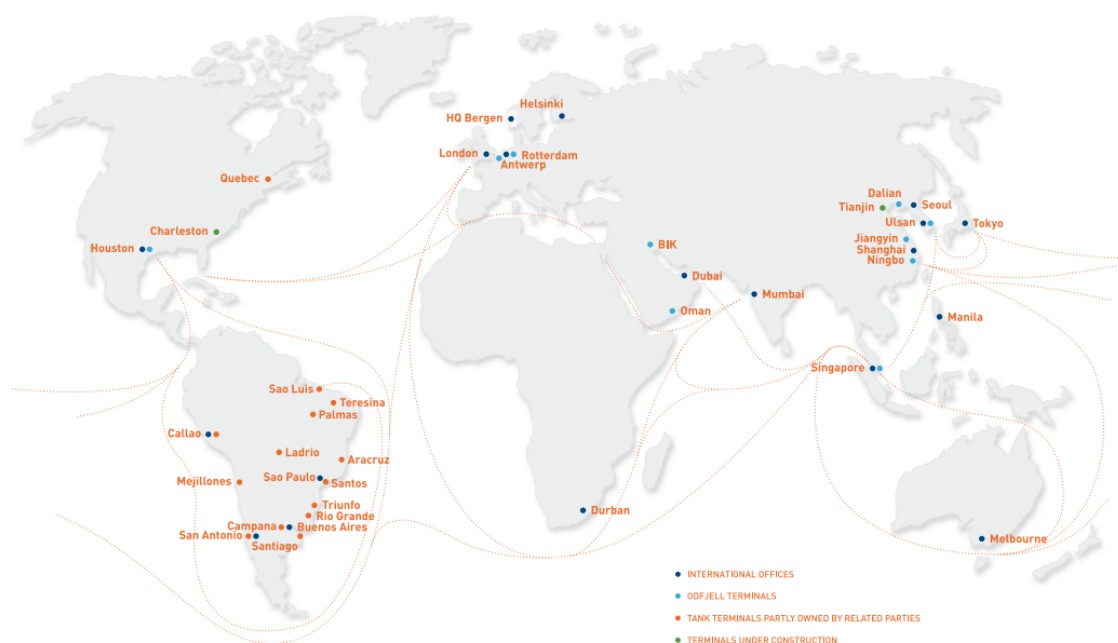 Helsinki
HQ Bergen
London
Rotterdam
Antwerp
Quebec
Charleston
Houston
Dalian
Tianjin
Seoul
Ulsan
Tokyo
Jiangyin
Shanghai
Ningbo
BIK
Dubai
Mumbai
Oman
Manila
Singapore
Sao Luis
Teresina
Palmas
Callao
Ladrio
Aracruz
Sao Paulo
Mejillones
Santos
Triunfo
Rio Grande
Campana
Buenos Aires
San Antonio
Santiago
Durban
Melbourne
INTERNATIONAL OFFICES
ODFJELL TERMINALS
TANK TERMINALS PARTLY OWNED BY RELATED PARTIES
TERMINALS UNDER CONSTRUCTION